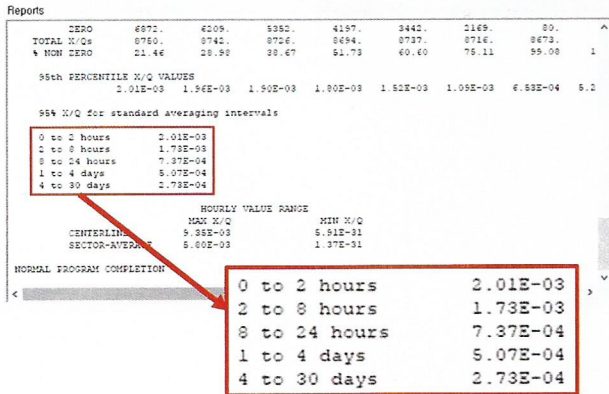 Reports
ZERO 6872. 6209. 5352. 4197. 3442. 2169. 80.
TOTAL X/Qs 8750. 8742. 8726. 8694. 8737. 8716. 8673.
% NON ZERO 21.46 28.98 38.67 51.73 60.60 75.11 99.08 1
95th PERCENTILE X/Q VALUES
2.01E-03 1.96E-03 1.90E-03 1.80E-03 1.52E-03 1.05E-03 6.53E-04 5.2
95% X/Q for standard averaging intervals
0 to 2 hours 2.01E-03
2 to 8 hours 1.73E-03
8 to 24 hours 7.37E-04
1 to 4 days 5.07E-04
4 to 30 days 2.73E-04
HOURLY VALUE RANGE
MAX X/Q MIN X/Q
CENTERLINE 9.35E-03 5.91E-31
SECTOR-AVERAGE 5.80E-03 1.37E-31
NORMAL PROGRAM COMPLETION
0 to 2 hours 2.01E-03
2 to 8 hours 1.73E-03
8 to 24 hours 7.37E-04
1 to 4 days 5.07E-04
4 to 30 days 2.73E-04